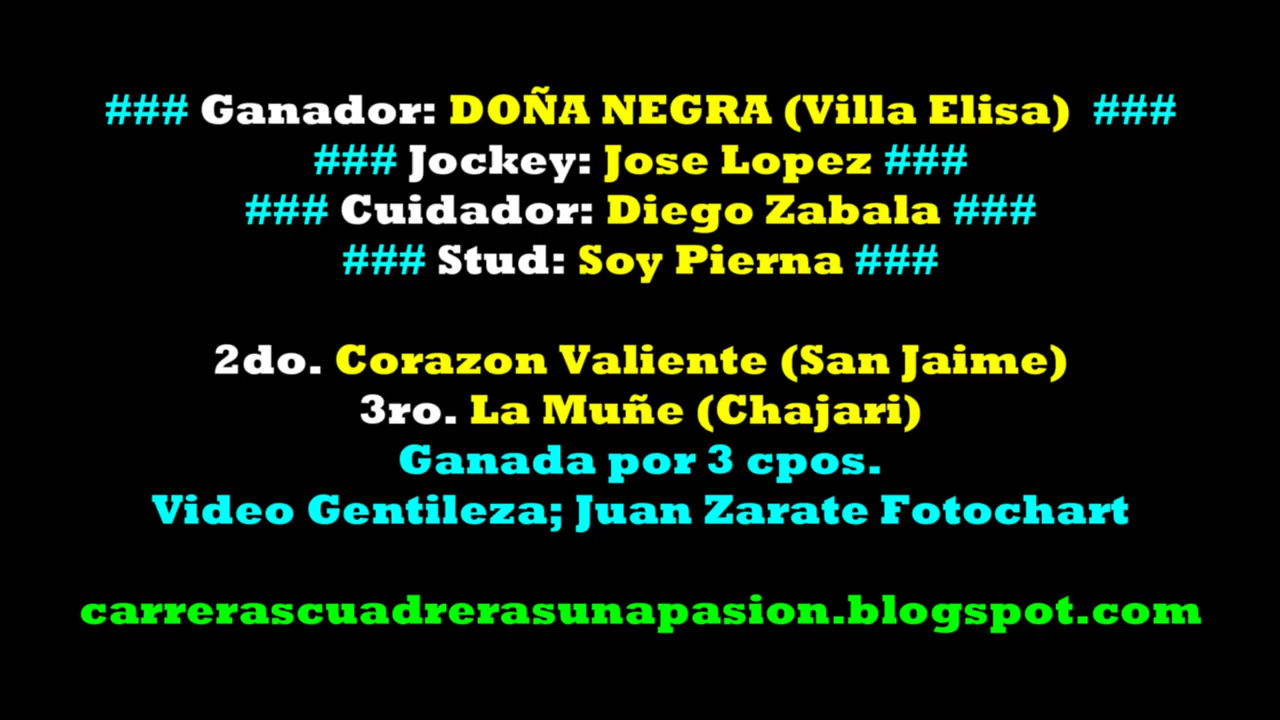 ### Ganador: DOÑA NEGRA (Villa Elisa) ###
### Jockey: Jose Lopez ###
### Cuidador: Diego Zabala ###
### Stud: Soy Pierna ###
2do. Corazon Valiente (San Jaime)
3ro. La Muñe (Chajari)
Ganada por 3 cpos.
Video Gentileza; Juan Zarate Fotochart
carrerascuadrerasunapasion.blogspot.com